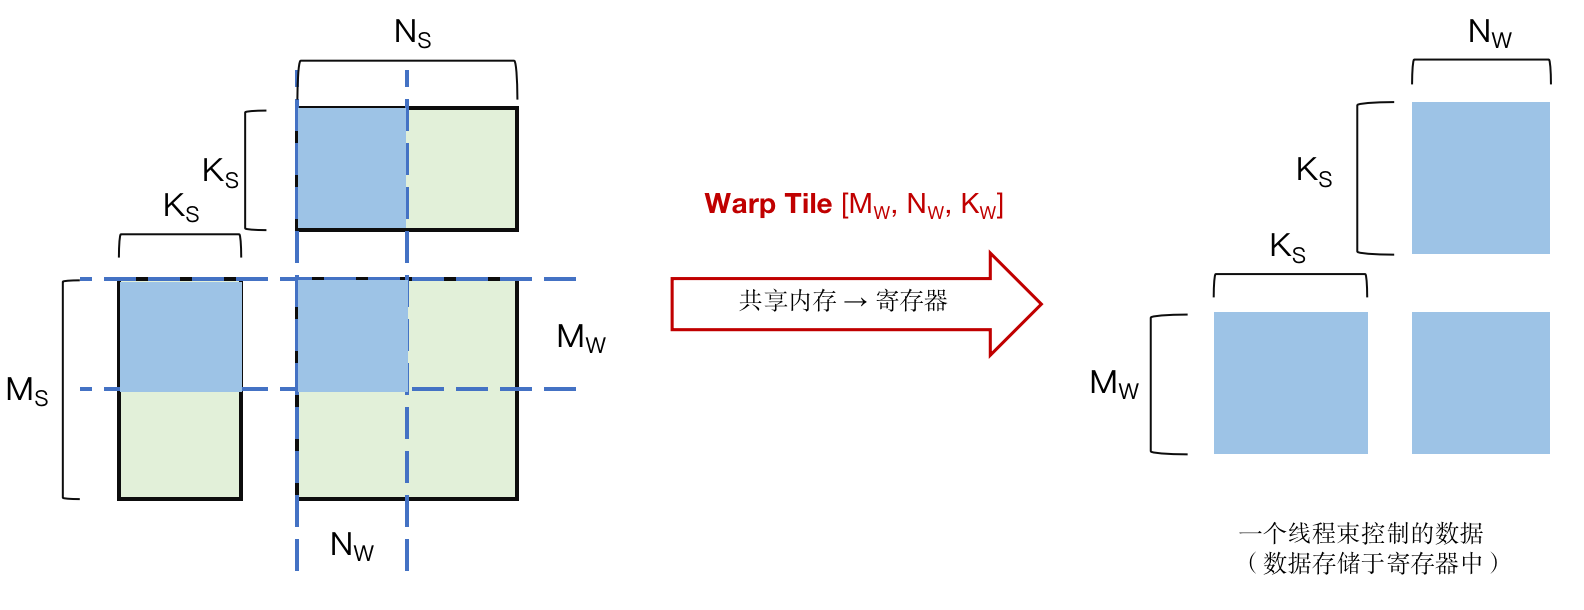 N_S
K_S
K_S
M_S
M_W
N_W
Warp Tile [M_W, N_W, K_W]
共享内存 → 寄存器
N_W
K_S
K_S
M_W
一个线程束控制的数据
（数据存储于寄存器中）